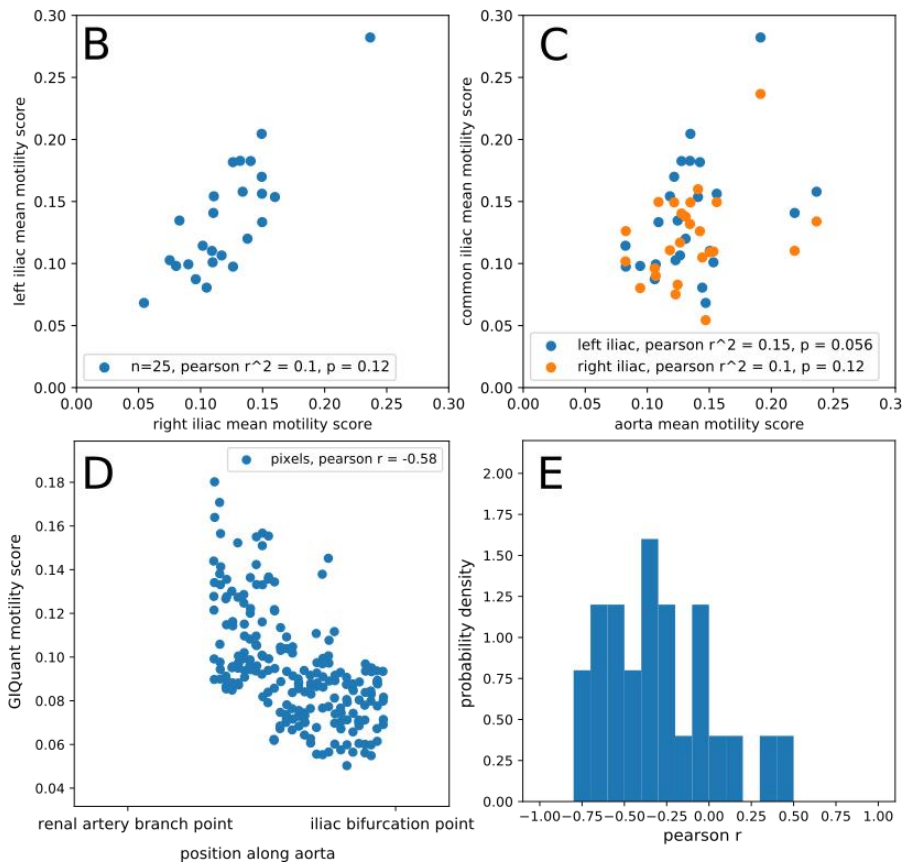 B
0.30
0.25
0.20
0.15
0.10
0.05
0.00
left iliac mean motility score
n=25, pearson r^2 = 0.1, p = 0.12
0.00 0.05 0.10 0.15 0.20 0.25 0.30
right iliac mean motility score
C
0.30
0.25
0.20
0.15
0.10
0.05
0.00
common iliac mean motility score
left iliac, pearson r^2 = 0.15, p = 0.056
right iliac, pearson r^2 = 0.1, p = 0.12
0.00 0.05 0.10 0.15 0.20 0.25 0.3
aorta mean motility score
D
pixels, pearson r = -0.58
0.18
0.16
0.14
0.12
0.10
0.08
0.06
0.04
GIQuant motility score
renal artery branch point iliac bifurcation point
position along aorta
E
2.00
1.75
1.50
1.25
1.00
0.75
0.50
0.25
0.00
probability density
−1.00 −0.75 −0.50 −0.25 0.00 0.25 0.50 0.75 1.00
pearson r